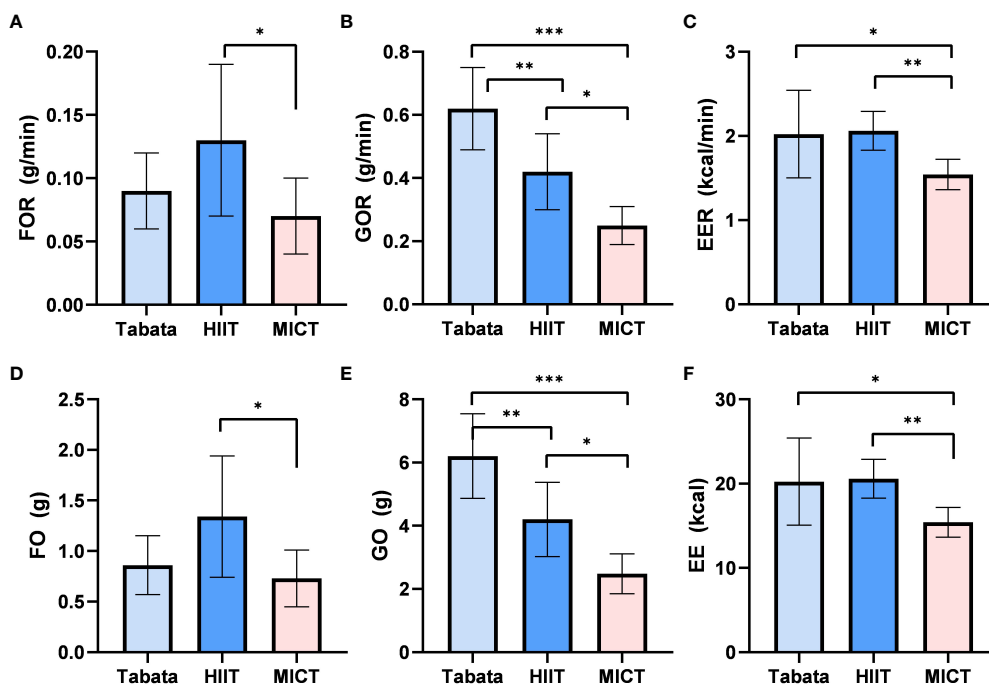 A
FOR (g/min)
0.20
0.15
0.10
0.05
0.00
*
Tabata HIIT MICT
B
GOR (g/min)
0.8
0.6
0.4
0.2
0.0
***
**
*
Tabata HIIT MICT
C
EER (kcal/min)
3
2
1
0
*
**
Tabata HIIT MICT
D
FO (g)
2.5
2.0
1.5
1.0
0.5
0.0
*
Tabata HIIT MICT
E
GO (g)
8
6
4
2
0
***
**
*
Tabata HIIT MICT
F
EE (kcal)
30
20
10
0
*
**
Tabata HIIT MICT